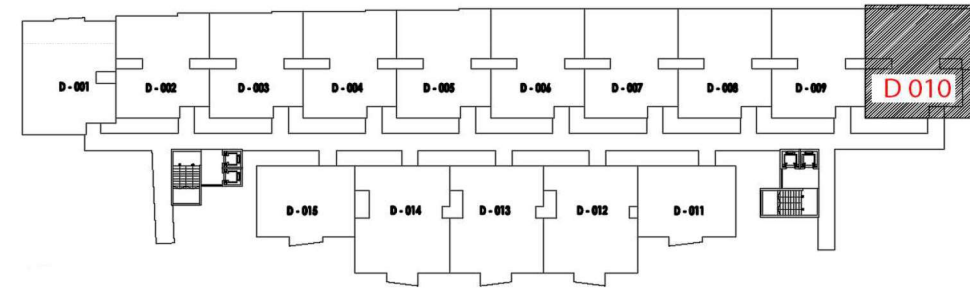 D - 001
D - 002
D - 003
D - 004
D - 005
D - 006
D - 007
D - 008
D - 009
D 010
D - 015
D - 014
D - 013
D - 012
D - 011